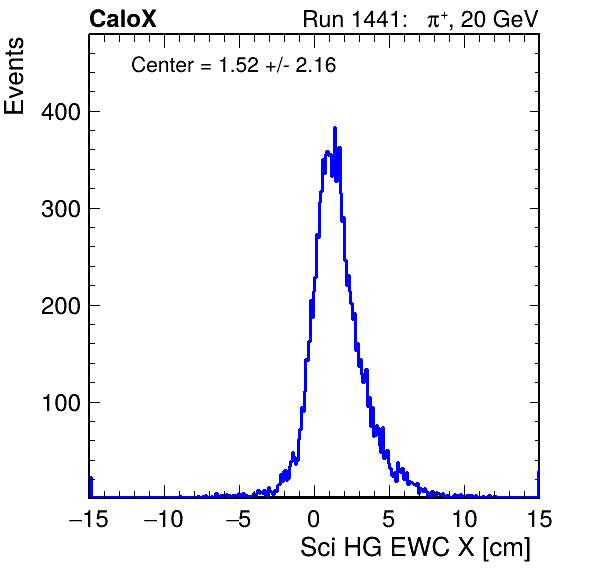 CaloX Run 1441: π⁺, 20 GeV
Events
Center = 1.52 +/- 2.16
400
300
200
100
−15 −10 −5 0 5 10 15
Sci HG EWC X [cm]